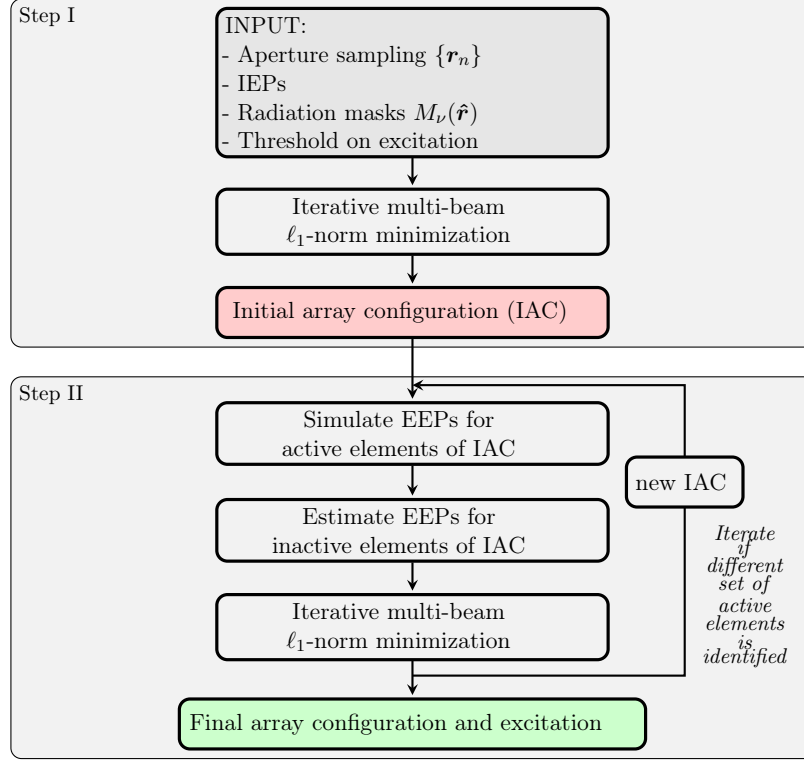 Step I
INPUT:
- Aperture sampling {𝒓ₙ}
- IEPs
- Radiation masks M_ν(𝒓̂)
- Threshold on excitation
Iterative multi-beam
ℓ₁-norm minimization
Initial array configuration (IAC)
Step II
Simulate EEPs for
active elements of IAC
Estimate EEPs for
inactive elements of IAC
Iterative multi-beam
ℓ₁-norm minimization
new IAC
Iterate
if
different
set of
active
elements
is
identified
Final array configuration and excitation